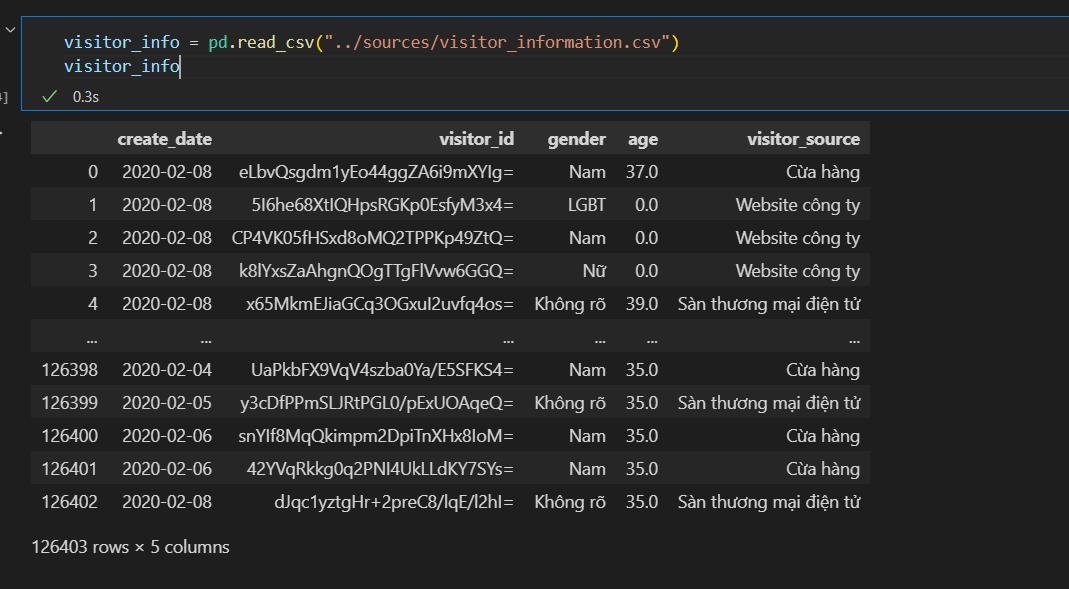 visitor_info = pd.read_csv("../sources/visitor_information.csv")
visitor_info
4]
0.3s
create_date visitor_id gender age visitor_source
0 2020-02-08 eLbvQsgdm1yEo44ggZA6i9mXYIg= Nam 37.0 Cửa hàng
1 2020-02-08 5I6he68XtIQHpsRGKp0EsfyM3x4= LGBT 0.0 Website công ty
2 2020-02-08 CP4VK05fHSxd8oMQ2TPPKp49ZtQ= Nam 0.0 Website công ty
3 2020-02-08 k8lYxsZaAhgnQOgTTgFlVvw6GGQ= Nữ 0.0 Website công ty
4 2020-02-08 x65MkmEJiaGCq3OGxuI2uvfq4os= Không rõ 39.0 Sàn thương mại điện tử
... ... ... ... ... ...
126398 2020-02-04 UaPkbFX9VqV4szba0Ya/E5SFKS4= Nam 35.0 Cửa hàng
126399 2020-02-05 y3cDfPPmSLJRtPGL0/pExUOAqeQ= Không rõ 35.0 Sàn thương mại điện tử
126400 2020-02-06 snYIf8MqQkimpm2DpiTnXHx8IoM= Nam 35.0 Cửa hàng
126401 2020-02-06 42YVqRkkg0q2PNI4UkLLdKY7SYs= Nam 35.0 Cửa hàng
126402 2020-02-08 dJqc1yztgHr+2preC8/lqE/l2hI= Không rõ 35.0 Sàn thương mại điện tử
126403 rows × 5 columns